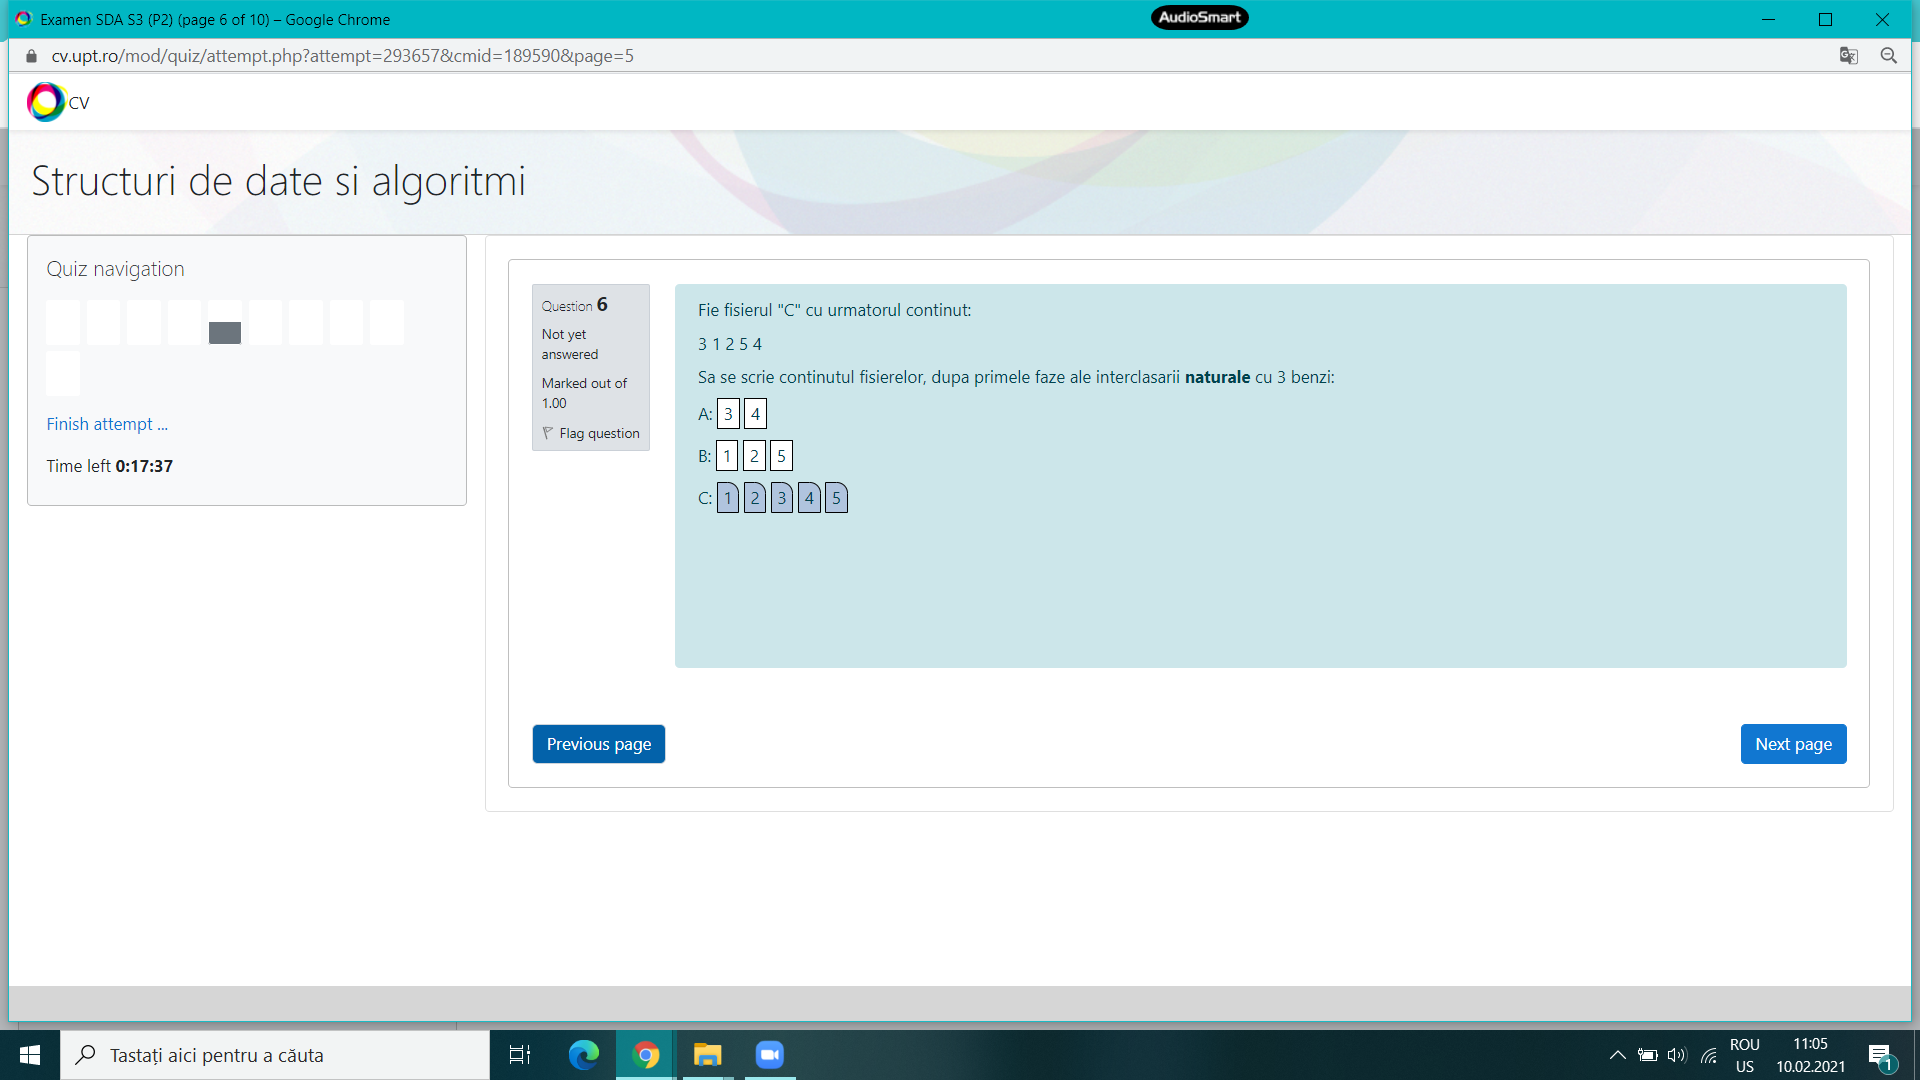 Examen SDA S3 (P2) (page 6 of 10) – Google Chrome
AudioSmart
cv.upt.ro/mod/quiz/attempt.php?attempt=293657&cmid=189590&page=5
CV
Structuri de date si algoritmi
Quiz navigation
Finish attempt ...
Time left 0:17:37
Question 6
Not yet
answered
Marked out of
1.00
Flag question
Fie fisierul "C" cu urmatorul continut:
3 1 2 5 4
Sa se scrie continutul fisierelor, dupa primele faze ale interclasarii naturale cu 3 benzi:
A: 3 4
B: 1 2 5
C: 1 2 3 4 5
Previous page
Next page
Tastați aici pentru a căuta
ROU
US
11:05
10.02.2021
1